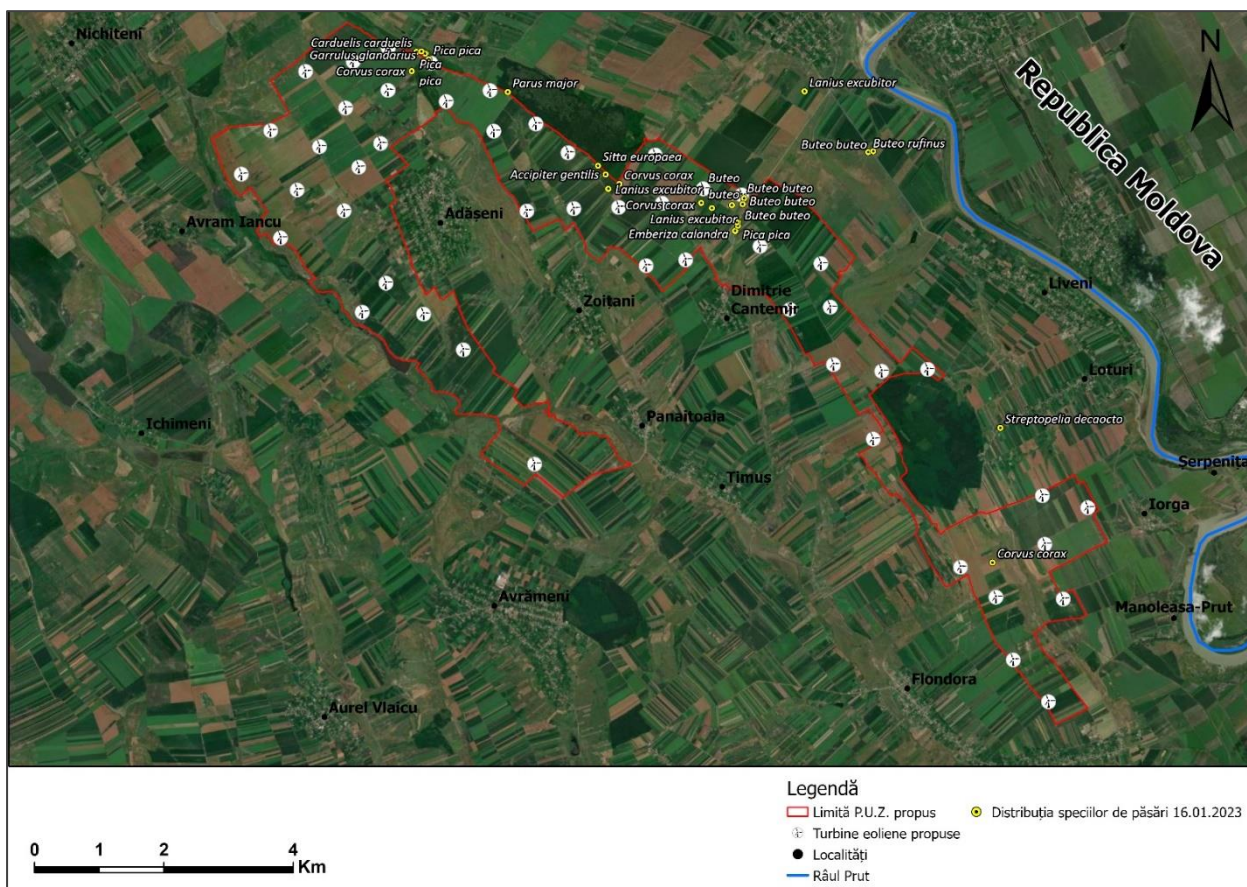 Nichiteni
Carduelis carduelis
Garrulus glandarius
Pica pica
Corvus corax
Pica
pica
Parus major
Lanius excubitor
Republica Moldova
N
Buteo buteo
Buteo rufinus
Sitta europaea
Accipiter gentilis
Corvus corax
Buteo
buteo
Lanius excubitor
Buteo buteo
Buteo buteo
Corvus corax
Lanius excubitor
Buteo buteo
Emberiza calandra
Pica pica
Adășeni
Avram Iancu
Zoițani
Dimitrie
Cantemir
Liveni
Loturi
Ichimeni
Panaitoaia
Streptopelia decaocto
Timuș
Serpenița
Iorga
Corvus corax
Avrămeni
Manoleasa-Prut
Flondora
Aurel Vlaicu
Legendă
Limită P.U.Z. propus
Distribuția speciilor de păsări 16.01.2023
Turbine eoliene propuse
Localități
Râul Prut
0 1 2 4
Km